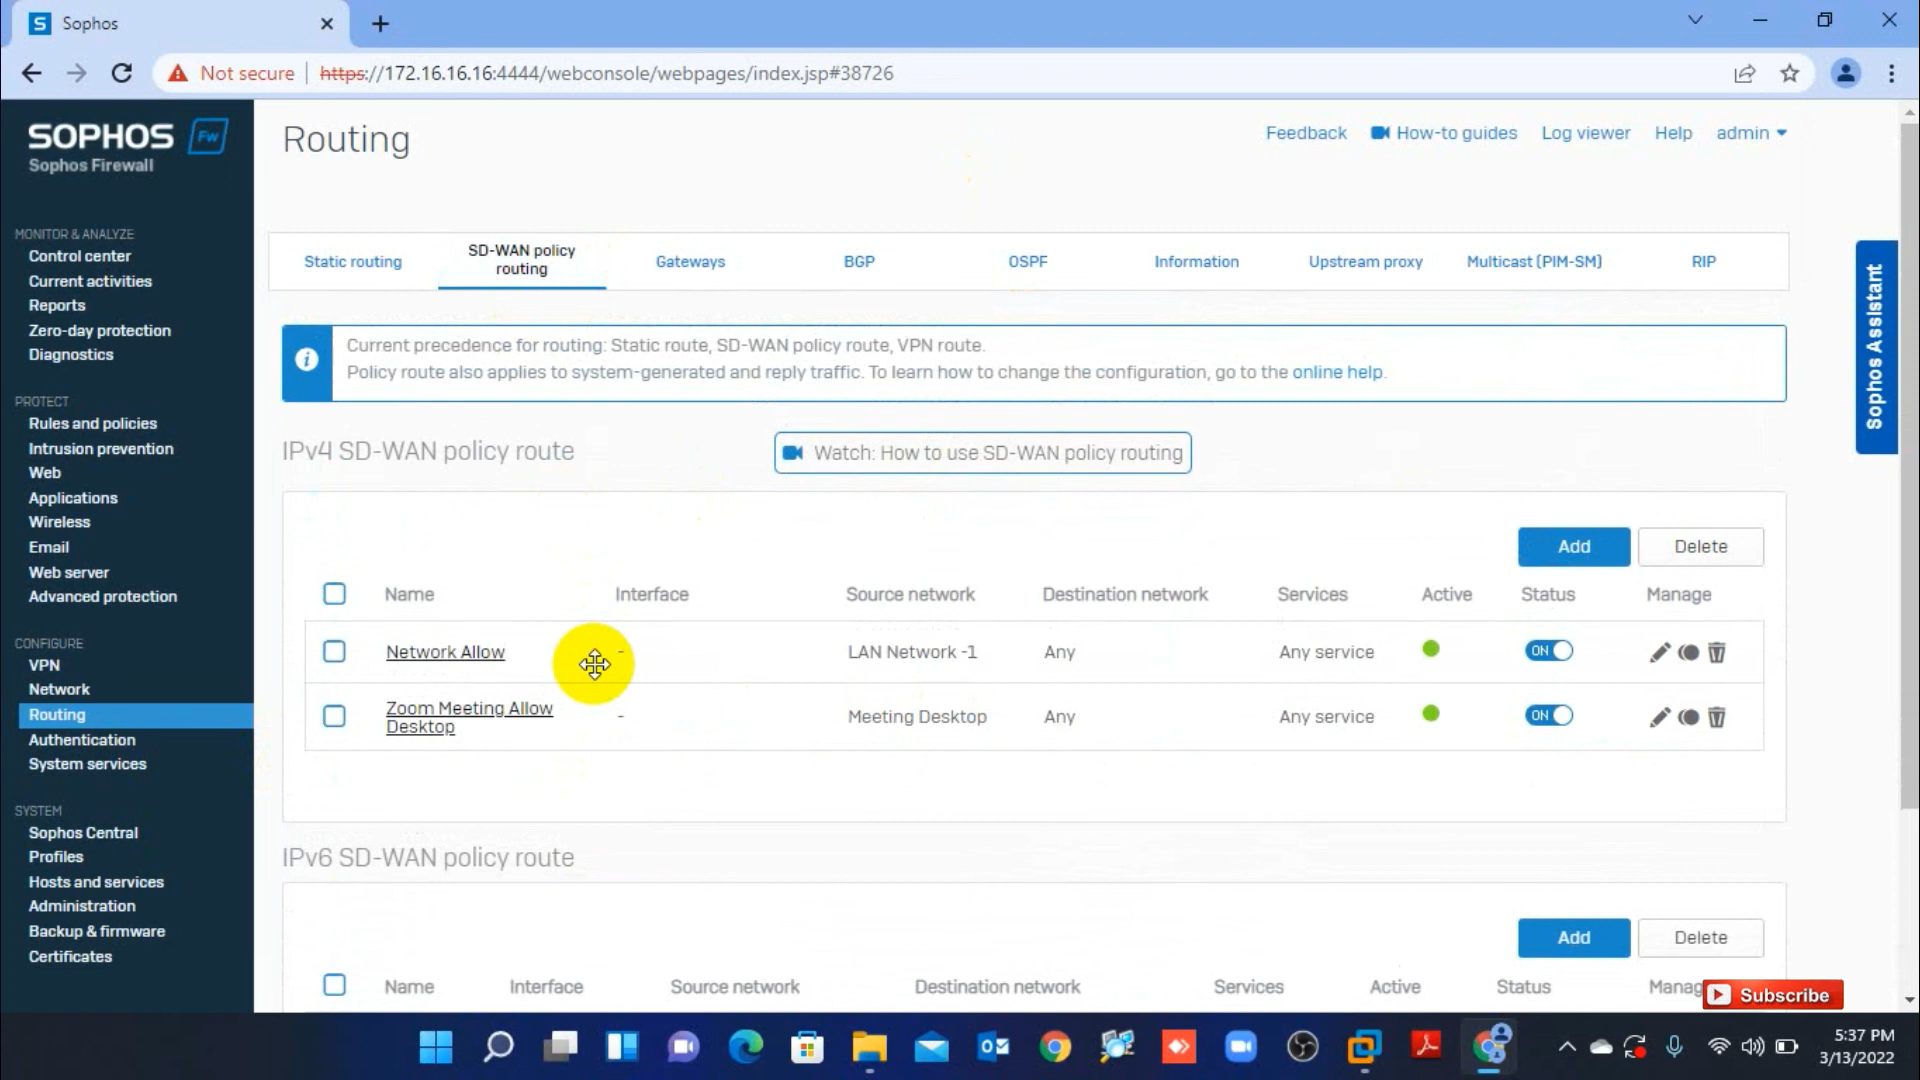 S Sophos
Not secure https://172.16.16.16:4444/webconsole/webpages/index.jsp#38726
SOPHOS Fw
Sophos Firewall
MONITOR & ANALYZE
Control center
Current activities
Reports
Zero-day protection
Diagnostics
PROTECT
Rules and policies
Intrusion prevention
Web
Applications
Wireless
Email
Web server
Advanced protection
CONFIGURE
VPN
Network
Routing
Authentication
System services
SYSTEM
Sophos Central
Profiles
Hosts and services
Administration
Backup & firmware
Certificates
Routing
Feedback How-to guides Log viewer Help admin
Static routing SD-WAN policy routing Gateways BGP OSPF Information Upstream proxy Multicast (PIM-SM) RIP
Sophos Assistant
Current precedence for routing: Static route, SD-WAN policy route, VPN route.
Policy route also applies to system-generated and reply traffic. To learn how to change the configuration, go to the online help.
IPv4 SD-WAN policy route
Watch: How to use SD-WAN policy routing
Add Delete
Name Interface Source network Destination network Services Active Status Manage
Network Allow - LAN Network -1 Any Any service ON
Zoom Meeting Allow Desktop - Meeting Desktop Any Any service ON
IPv6 SD-WAN policy route
Add Delete
Name Interface Source network Destination network Services Active Status Manag
Subscribe
5:37 PM
3/13/2022